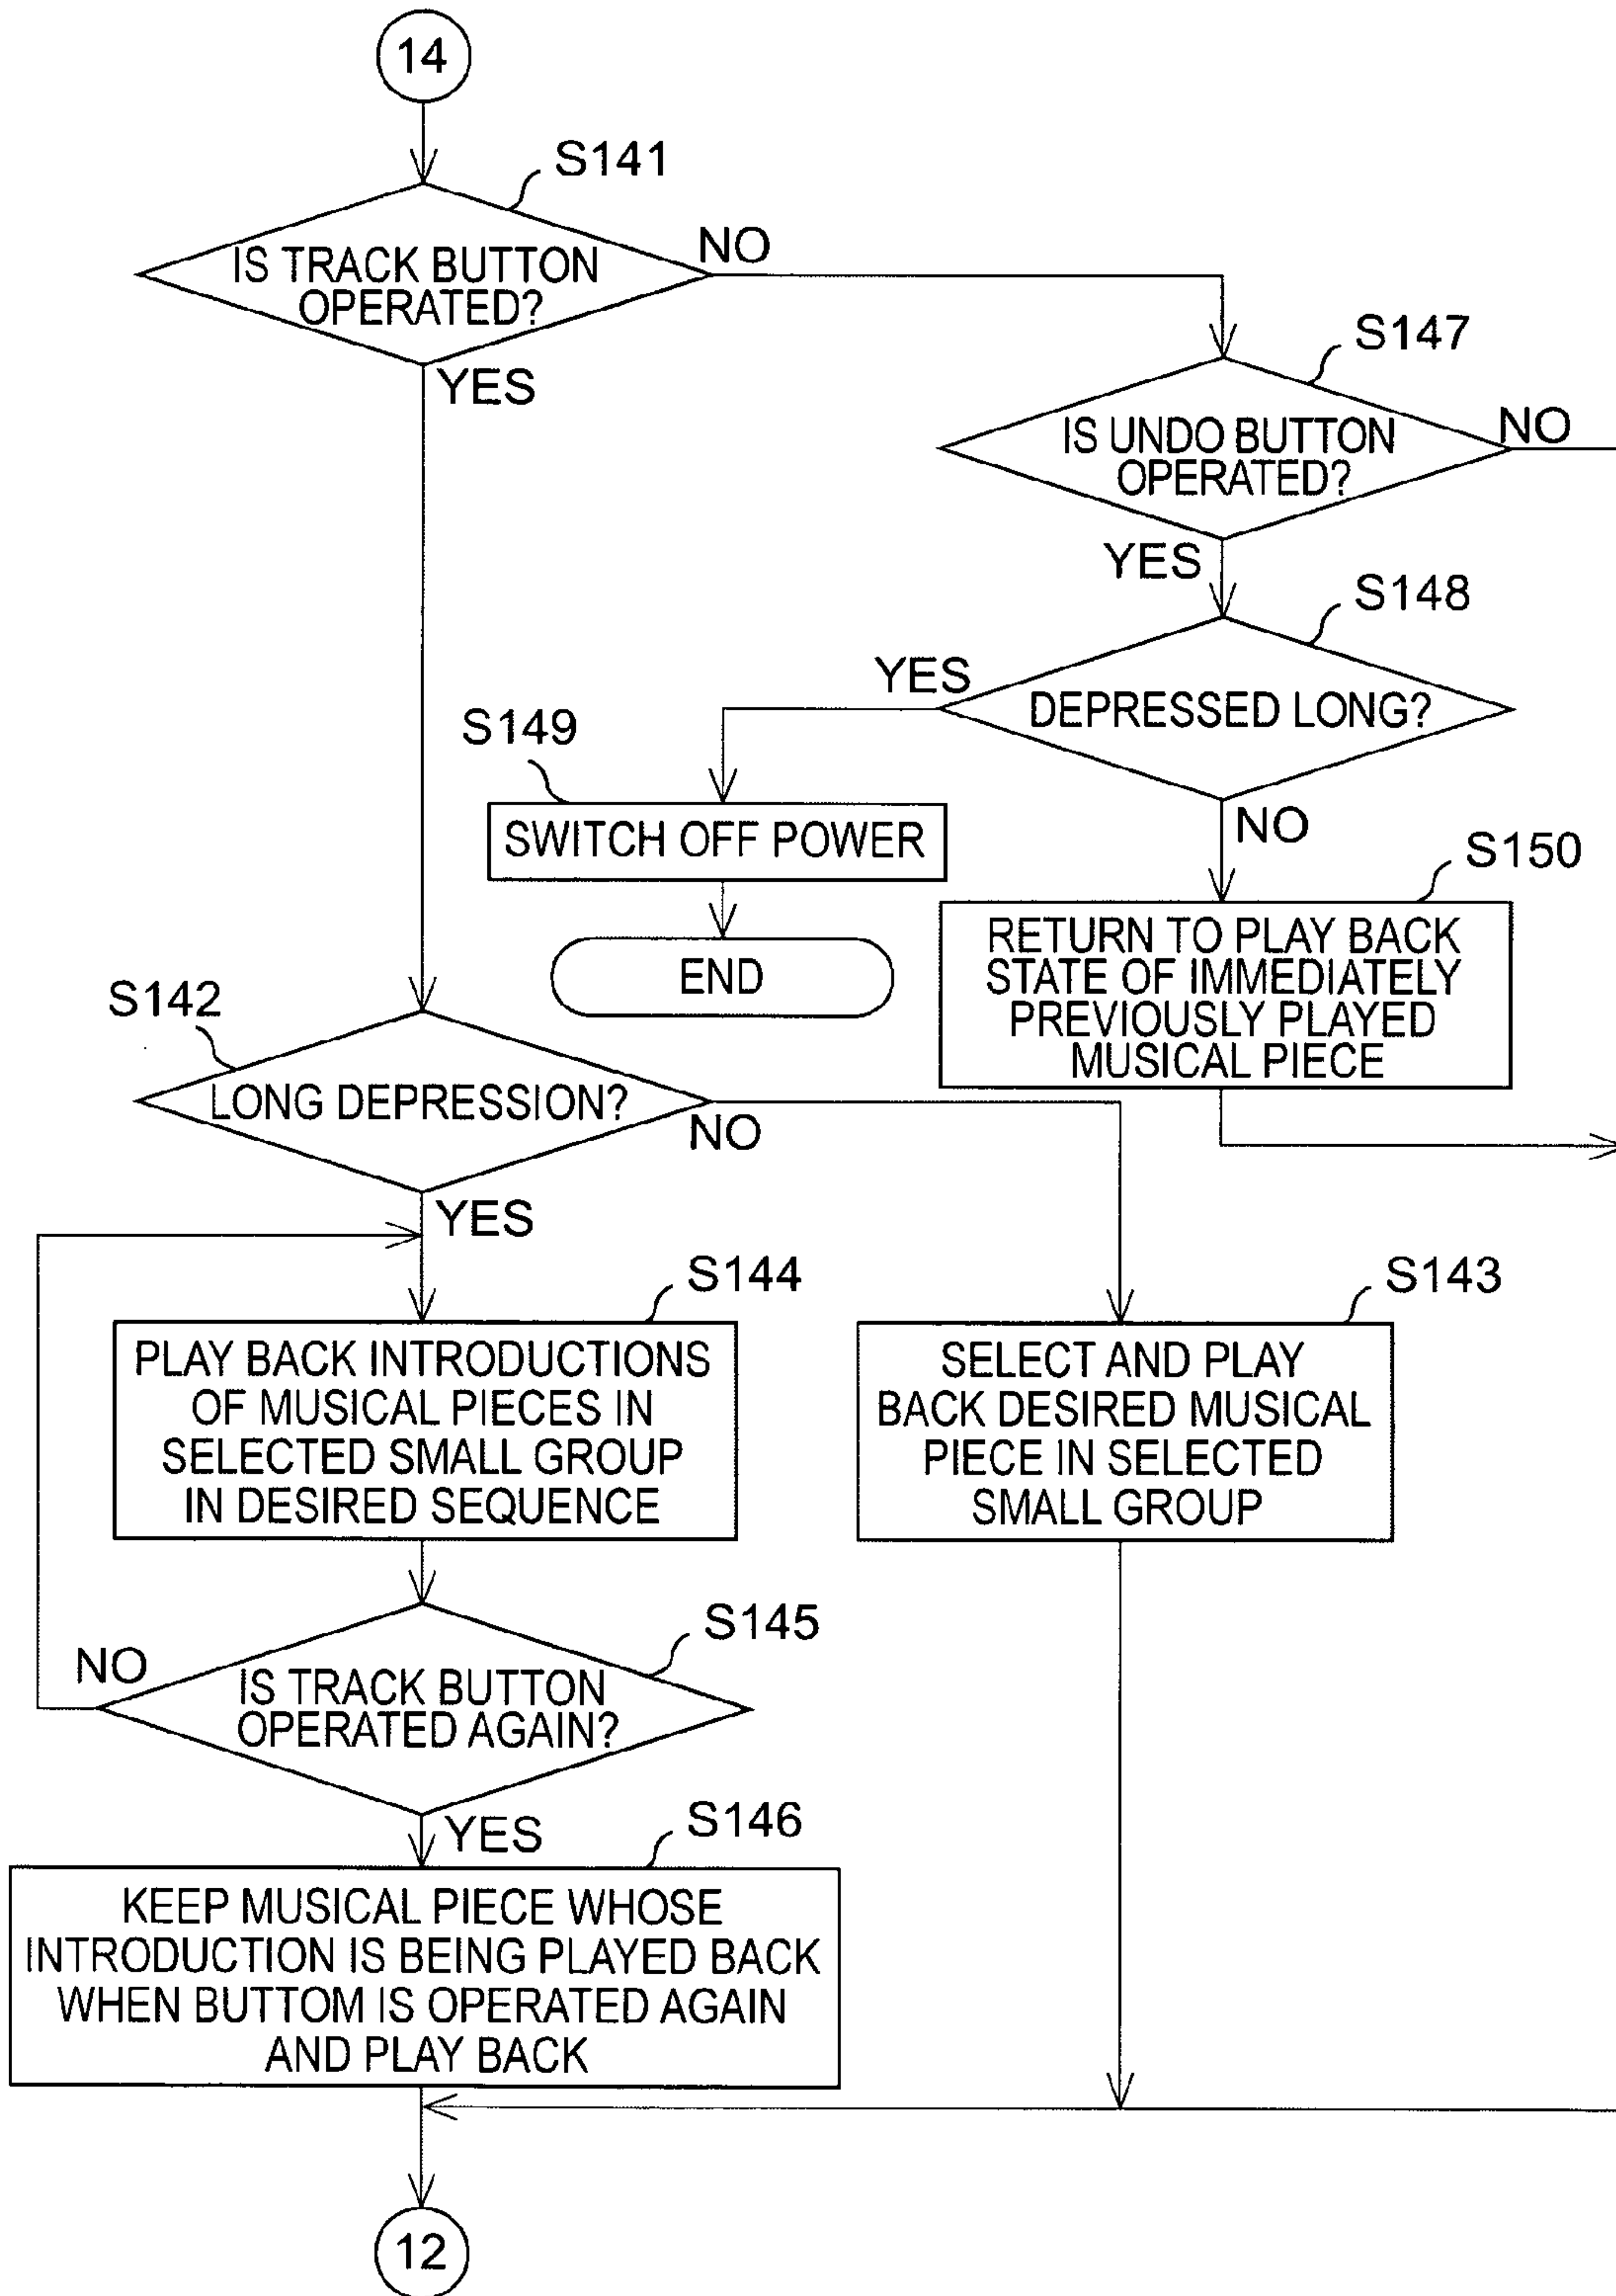 14
S141
IS TRACK BUTTON
OPERATED?
NO
YES
S147
IS UNDO BUTTON
OPERATED?
NO
YES
S148
DEPRESSED LONG?
YES
NO
S149
SWITCH OFF POWER
END
S150
RETURN TO PLAY BACK
STATE OF IMMEDIATELY
PREVIOUSLY PLAYED
MUSICAL PIECE
S142
LONG DEPRESSION?
NO
YES
S144
PLAY BACK INTRODUCTIONS
OF MUSICAL PIECES IN
SELECTED SMALL GROUP
IN DESIRED SEQUENCE
S143
SELECT AND PLAY
BACK DESIRED MUSICAL
PIECE IN SELECTED
SMALL GROUP
S145
NO
IS TRACK BUTTON
OPERATED AGAIN?
YES
S146
KEEP MUSICAL PIECE WHOSE
INTRODUCTION IS BEING PLAYED BACK
WHEN BUTTOM IS OPERATED AGAIN
AND PLAY BACK
12